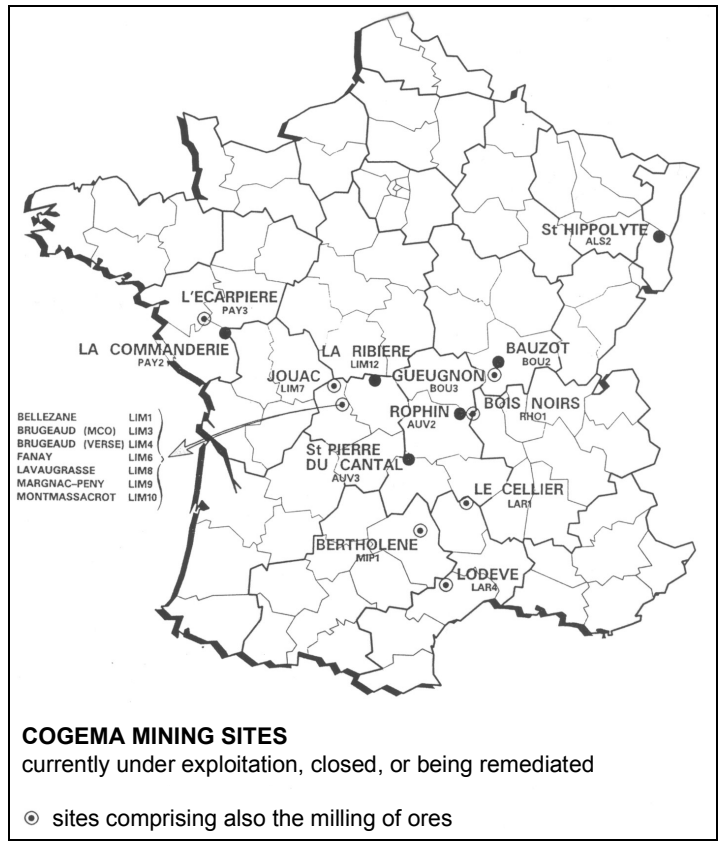 St HIPPOLYTE
ALS2
L'ECARPIERE
PAY3
LA COMMANDERIE
PAY2
LA RIBIERE
LIM12
BAUZOT
BOU2
JOUAC
LIM7
GUEUGNON
BOU3
ROPHIN
AUV2
BOIS NOIRS
RHO1
BELLEZANE LIM1
BRUGEAUD (MCO) LIM3
BRUGEAUD (VERSE) LIM4
FANAY LIM6
LAVAUGRASSE LIM8
MARGNAC-PENY LIM9
MONTMASSACROT LIM10
St PIERRE
DU CANTAL
AUV3
LE CELLIER
LAR1
BERTHOLENE
MIP1
LODEVE
LAR4
COGEMA MINING SITES
currently under exploitation, closed, or being remediated
sites comprising also the milling of ores